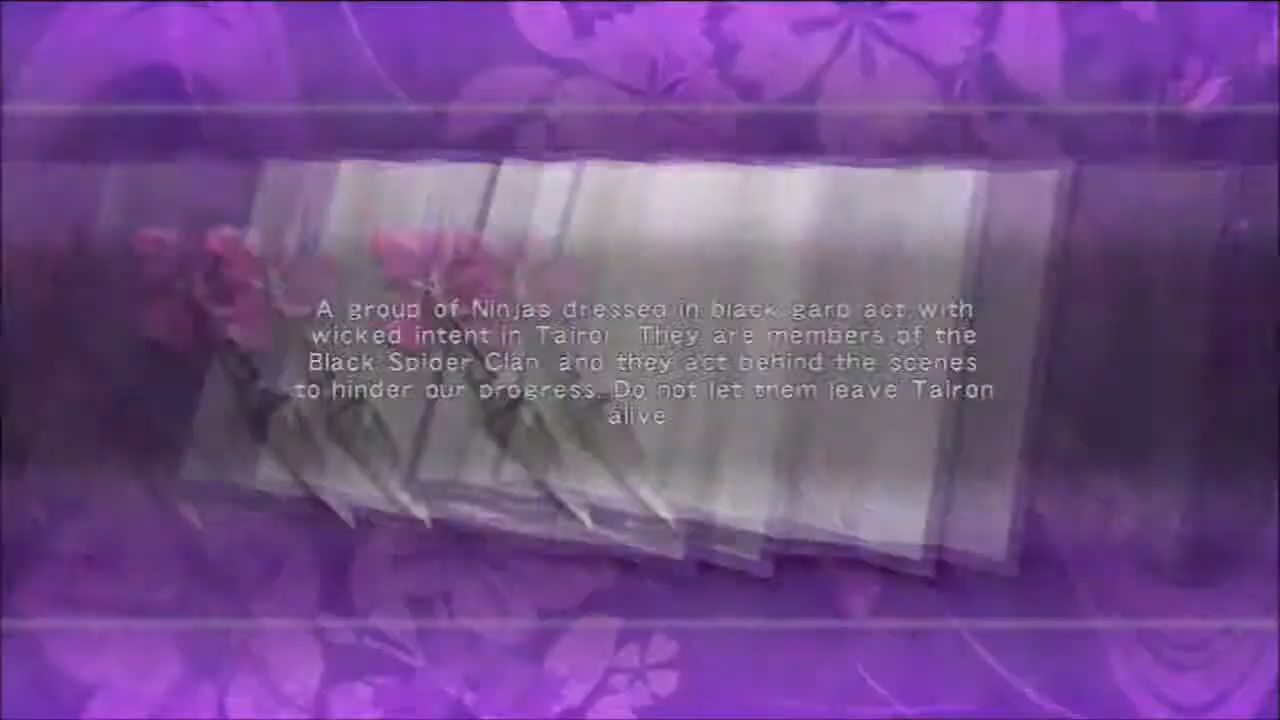 A group of Ninjas dressed in black garb act with
wicked intent in Tairon. They are members of the
Black Spider Clan, and they act behind the scenes
to hinder our progress. Do not let them leave Tairon
alive.